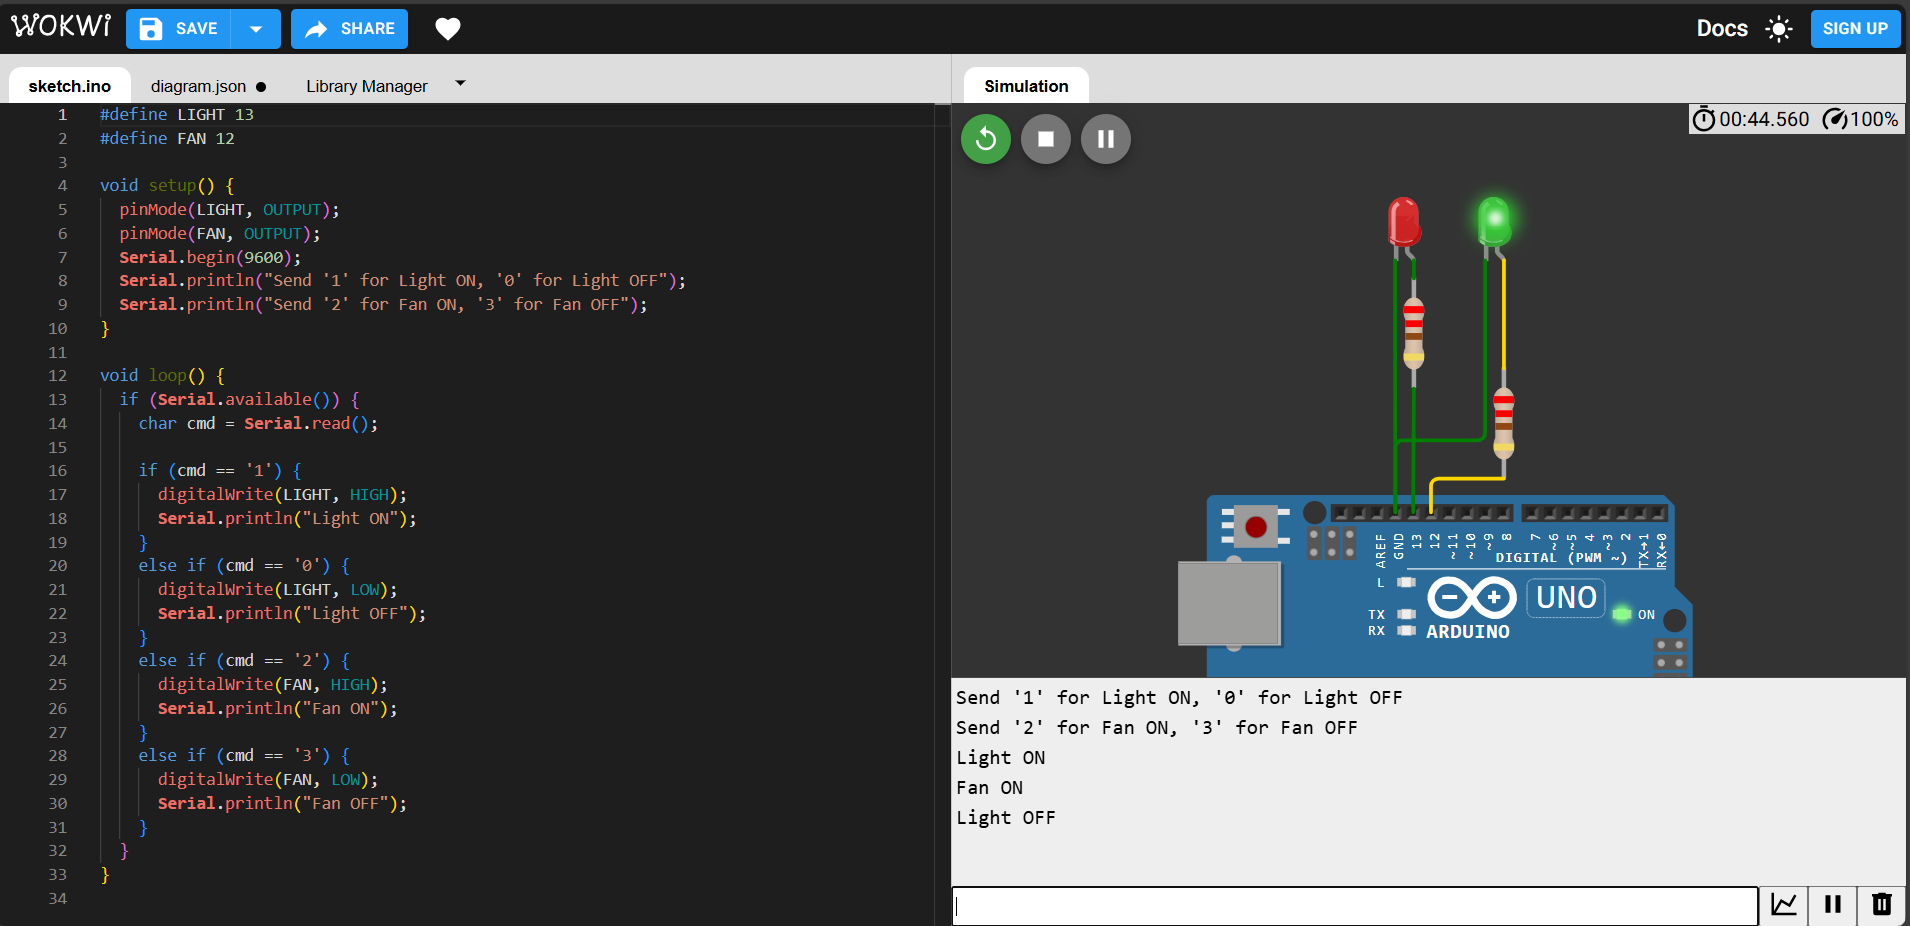 WOKWi SAVE SHARE Docs SIGN UP
sketch.ino diagram.json Library Manager
1 #define LIGHT 13
2 #define FAN 12
3
4 void setup() {
5 pinMode(LIGHT, OUTPUT);
6 pinMode(FAN, OUTPUT);
7 Serial.begin(9600);
8 Serial.println("Send '1' for Light ON, '0' for Light OFF");
9 Serial.println("Send '2' for Fan ON, '3' for Fan OFF");
10 }
11
12 void loop() {
13 if (Serial.available()) {
14 char cmd = Serial.read();
15
16 if (cmd == '1') {
17 digitalWrite(LIGHT, HIGH);
18 Serial.println("Light ON");
19 }
20 else if (cmd == '0') {
21 digitalWrite(LIGHT, LOW);
22 Serial.println("Light OFF");
23 }
24 else if (cmd == '2') {
25 digitalWrite(FAN, HIGH);
26 Serial.println("Fan ON");
27 }
28 else if (cmd == '3') {
29 digitalWrite(FAN, LOW);
30 Serial.println("Fan OFF");
31 }
32 }
33 }
34
Simulation
00:44.560 100%
AREF GND 13 12 ~11 ~10 ~9 8 7 ~6 ~5 4 ~3 2 TX→1 RX←0
DIGITAL (PWM ~)
L
TX
RX
UNO
ON
ARDUINO
Send '1' for Light ON, '0' for Light OFF
Send '2' for Fan ON, '3' for Fan OFF
Light ON
Fan ON
Light OFF